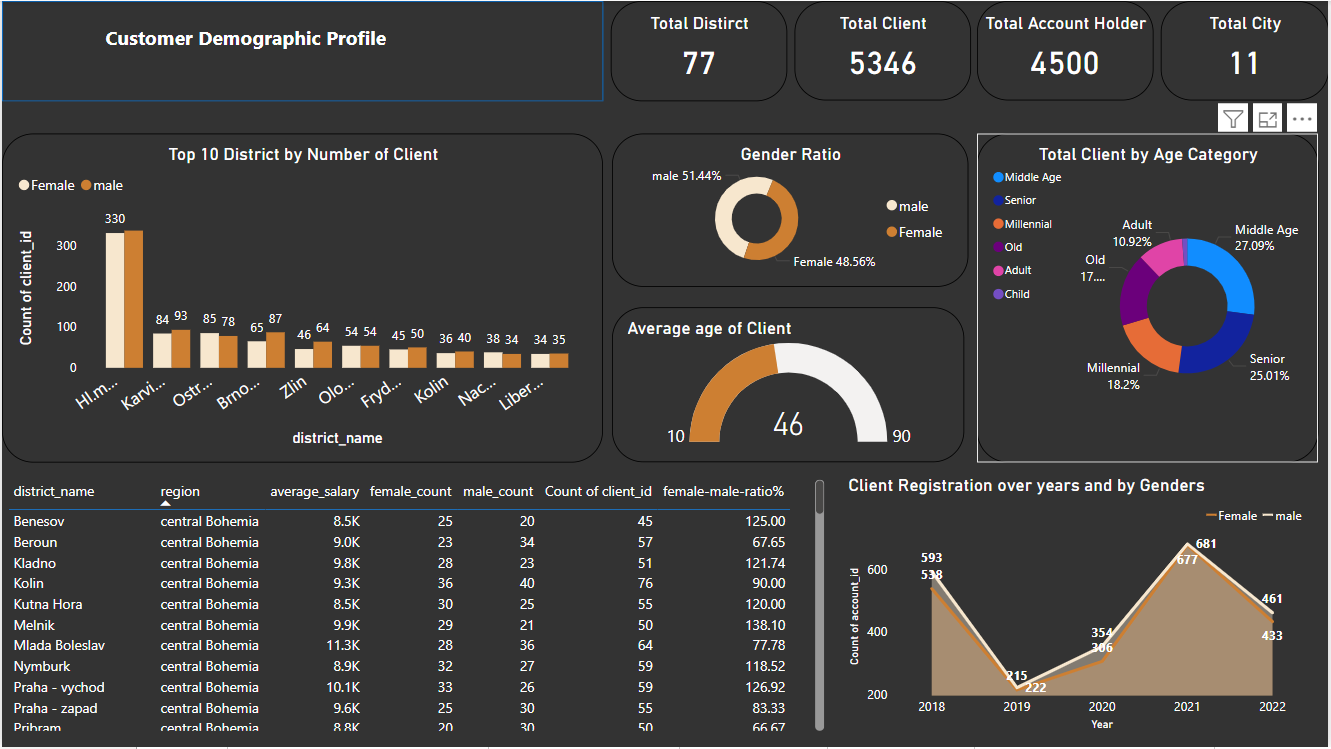 Customer Demographic Profile
Total Distirct
77
Total Client
5346
Total Account Holder
4500
Total City
11
Top 10 District by Number of Client
Female male
Count of client_id
300
200
100
0
330
84 93
85 78
65 87
46 64
54 54
45 50
36 40
38 34
34 35
Hl.m...
Karvi...
Ostr...
Brno...
Zlin
Olo...
Fryd...
Kolin
Nac...
Liber...
district_name
Gender Ratio
male 51.44%
Female 48.56%
male
Female
Average age of Client
10
46
90
Total Client by Age Category
Middle Age
Senior
Millennial
Old
Adult
Child
Middle Age
27.09%
Senior
25.01%
Millennial
18.2%
Old
17....
Adult
10.92%
district_name region average_salary female_count male_count Count of client_id female-male-ratio%
Benesov central Bohemia 8.5K 25 20 45 125.00
Beroun central Bohemia 9.0K 23 34 57 67.65
Kladno central Bohemia 9.8K 28 23 51 121.74
Kolin central Bohemia 9.3K 36 40 76 90.00
Kutna Hora central Bohemia 8.5K 30 25 55 120.00
Melnik central Bohemia 9.9K 29 21 50 138.10
Mlada Boleslav central Bohemia 11.3K 28 36 64 77.78
Nymburk central Bohemia 8.9K 32 27 59 118.52
Praha - vychod central Bohemia 10.1K 33 26 59 126.92
Praha - zapad central Bohemia 9.6K 25 30 55 83.33
Pribram central Bohemia 8.8K 20 30 50 66.67
Client Registration over years and by Genders
Female male
Count of account_id
600
400
200
593
538
215
222
354
306
681
677
461
433
2018 2019 2020 2021 2022
Year